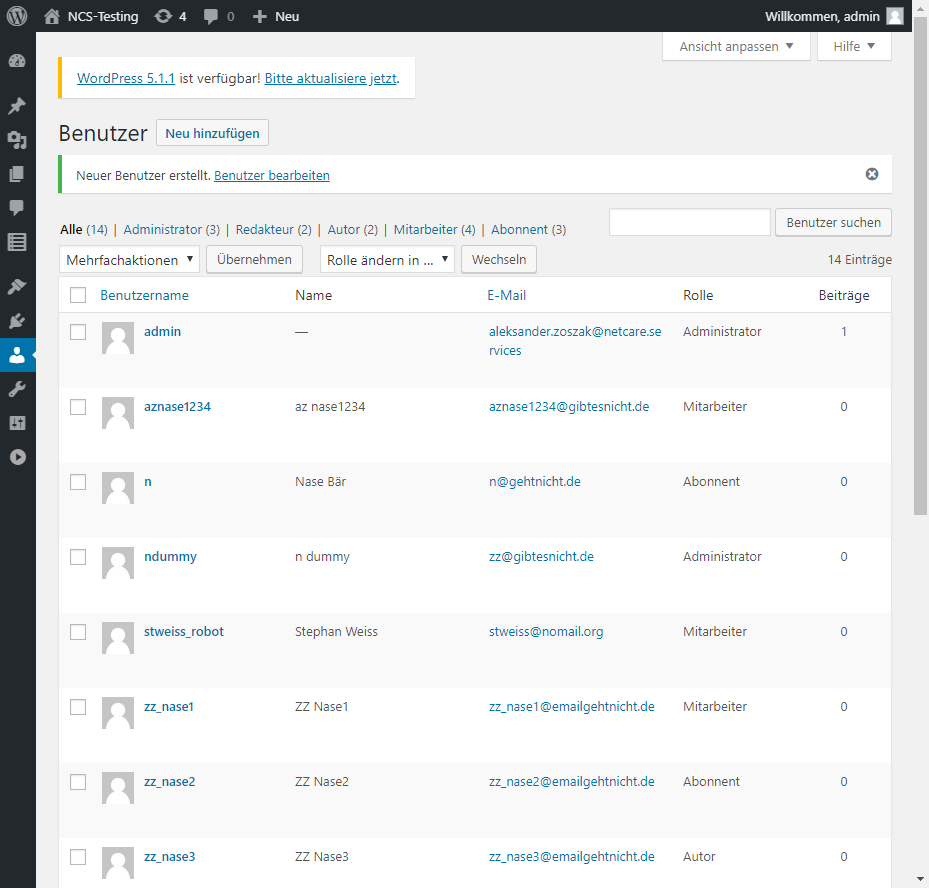 NCS-Testing 4 0 Neu Willkommen, admin
Ansicht anpassen ▼ Hilfe ▼
WordPress 5.1.1 ist verfügbar! Bitte aktualisiere jetzt.
Benutzer Neu hinzufügen
Neuer Benutzer erstellt. Benutzer bearbeiten
Alle (14) | Administrator (3) | Redakteur (2) | Autor (2) | Mitarbeiter (4) | Abonnent (3) Benutzer suchen
Mehrfachaktionen ▼ Übernehmen Rolle ändern in ... ▼ Wechseln 14 Einträge
Benutzername Name E-Mail Rolle Beiträge
admin — aleksander.zoszak@netcare.se Administrator 1
rvices
aznase1234 az nase1234 aznase1234@gibtesnicht.de Mitarbeiter 0
n Nase Bär n@gehtnicht.de Abonnent 0
ndummy n dummy zz@gibtesnicht.de Administrator 0
stweiss_robot Stephan Weiss stweiss@nomail.org Mitarbeiter 0
zz_nase1 ZZ Nase1 zz_nase1@emailgehtnicht.de Mitarbeiter 0
zz_nase2 ZZ Nase2 zz_nase2@emailgehtnicht.de Abonnent 0
zz_nase3 ZZ Nase3 zz_nase3@emailgehtnicht.de Autor 0